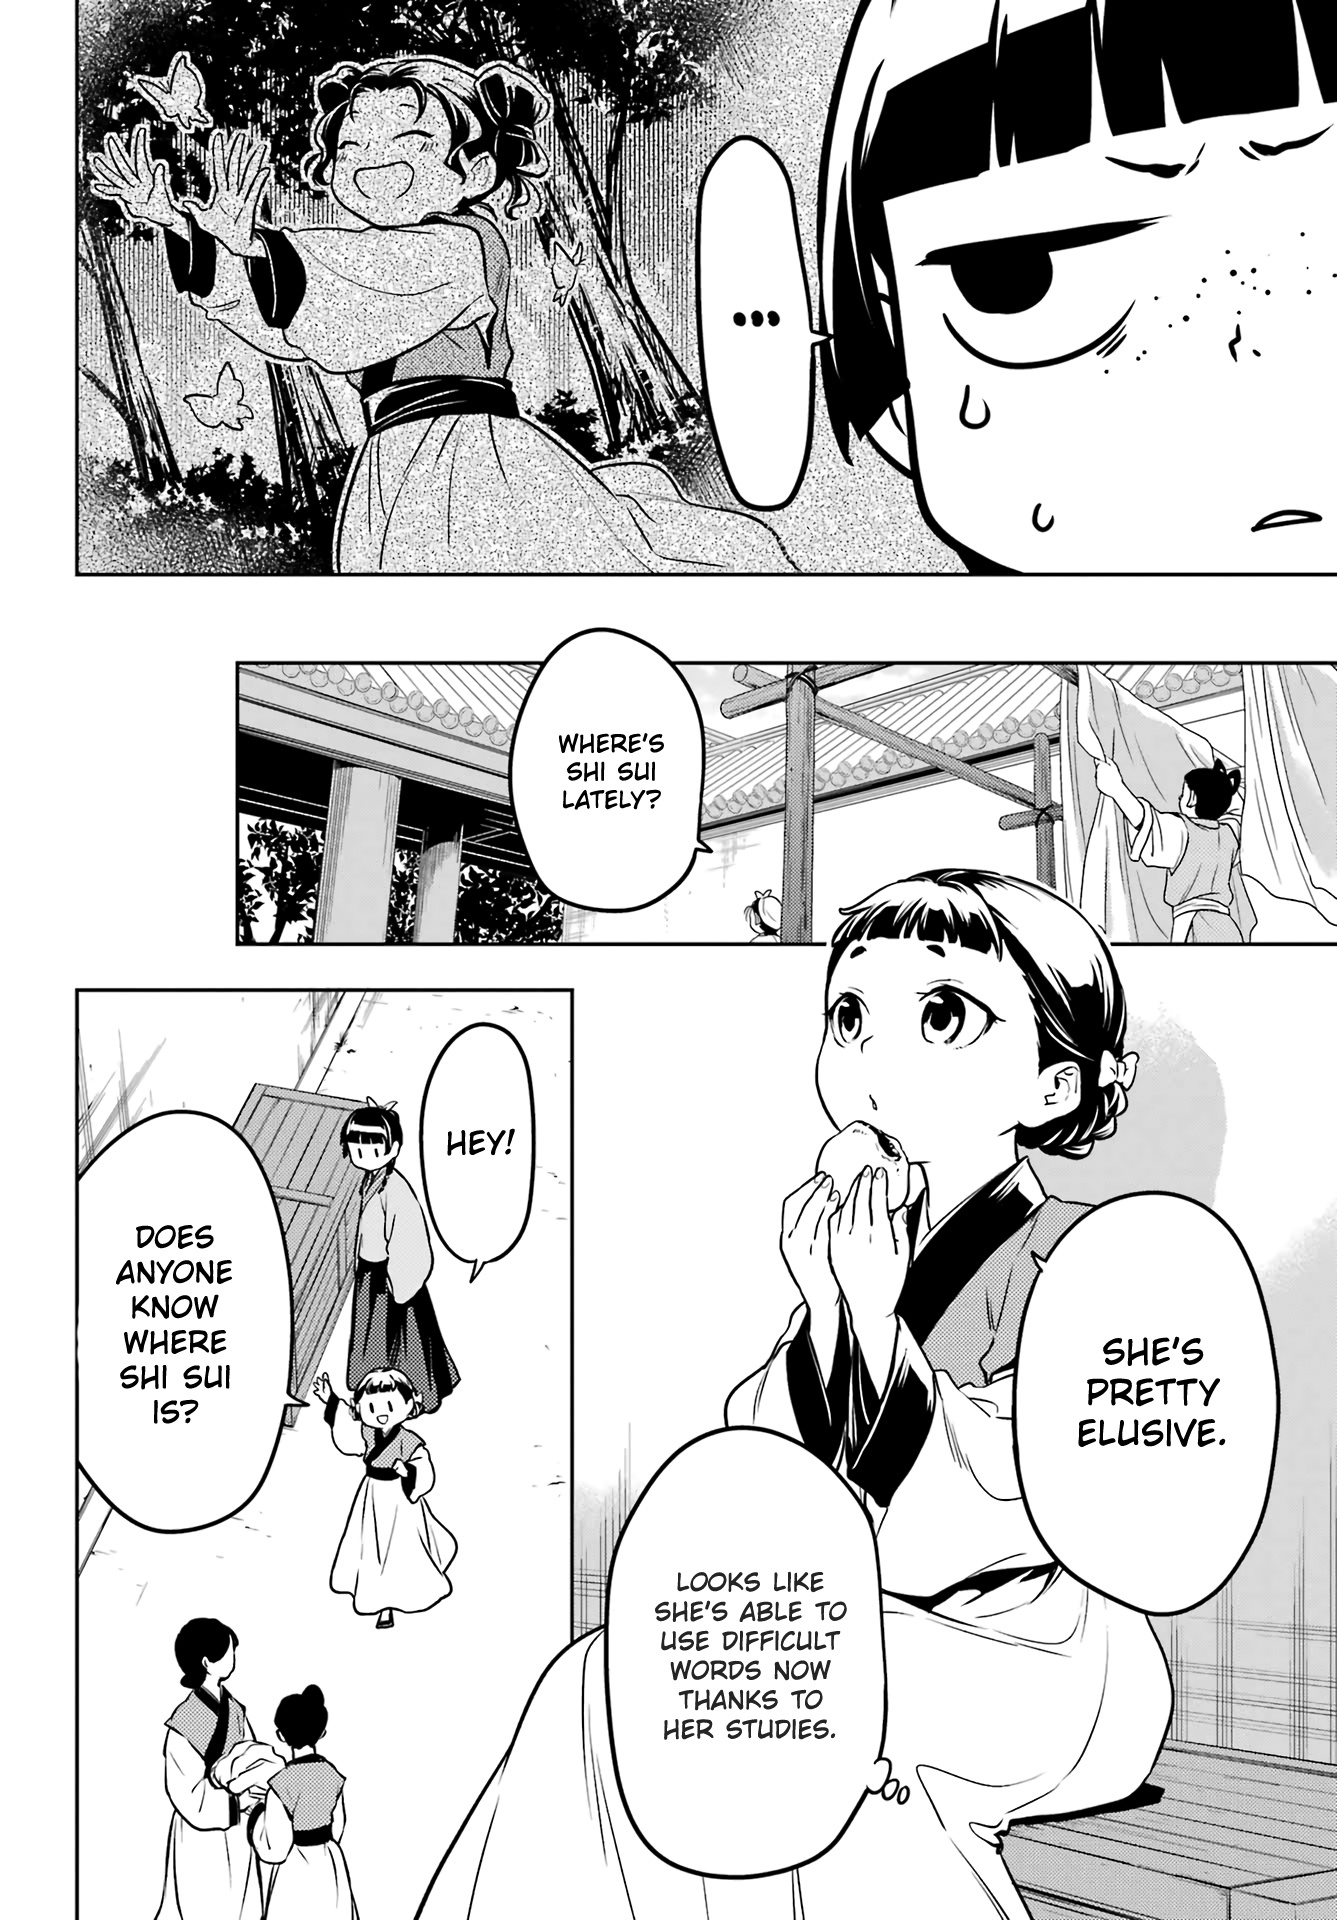 ...
WHERE'S
SHI SUI
LATELY?
SHE'S
PRETTY
ELUSIVE.
LOOKS LIKE
SHE'S ABLE TO
USE DIFFICULT
WORDS NOW
THANKS TO
HER STUDIES.
HEY!
DOES
ANYONE
KNOW
WHERE
SHI SUI
IS?